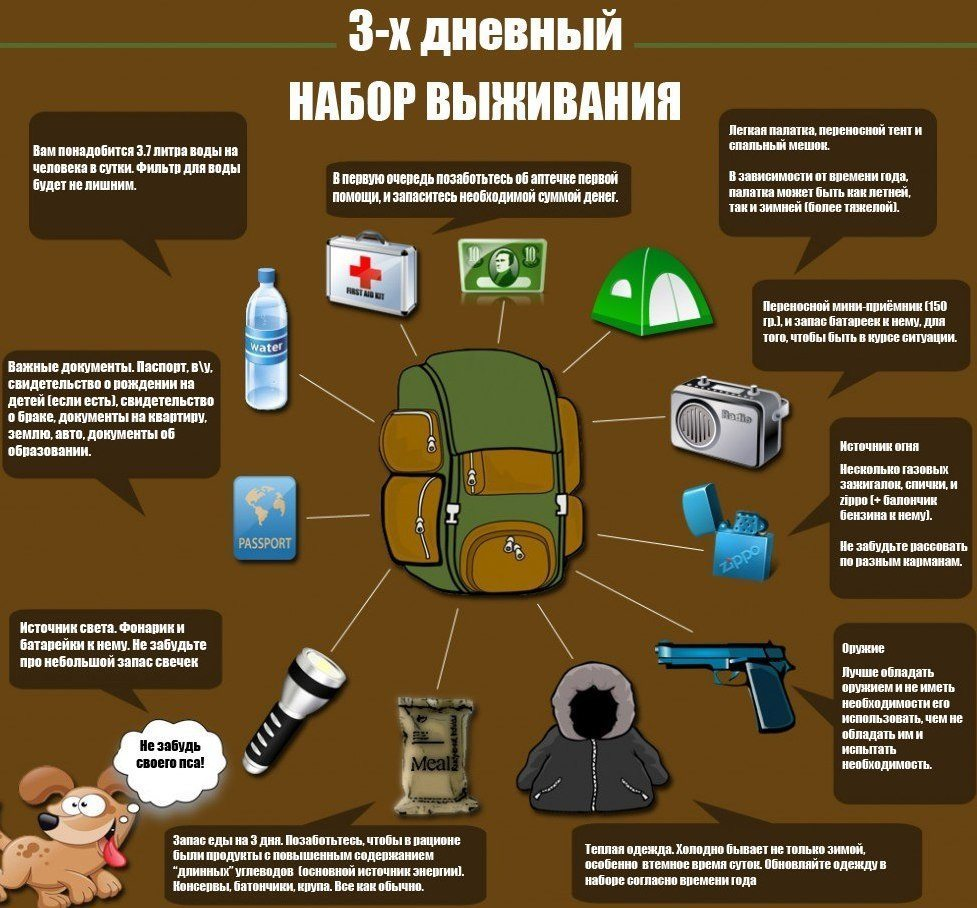 3-х дневный
НАБОР ВЫЖИВАНИЯ
Вам понадобится 3.7 литра воды на
человека в сутки. Фильтр для воды
будет не лишним.
В первую очередь позаботьтесь об аптечке первой
помощи, и запаситесь необходимой суммой денег.
Легкая палатка, переносной тент и
спальный мешок.
В зависимости от времени года,
палатка может быть как летней,
так и зимней (более тяжелой).
FIRST AID KIT
10
10
water
Переносной мини-приёмник (150
гр.), и запас батареек к нему, для
того, чтобы быть в курсе ситуации.
Важные документы. Паспорт, в\у,
свидетельство о рождении на
детей (если есть), свидетельство
о браке, документы на квартиру,
землю, авто, документы об
образовании.
Radio
Источник огня
Несколько газовых
зажигалок, спички, и
zippo (+ балончик
бензина к нему).
Не забудьте рассовать
по разным карманам.
PASSPORT
zippo
Источник света. Фонарик и
батарейки к нему. Не забудьте
про небольшой запас свечек
Оружие
Лучше обладать
оружием и не иметь
необходимости его
использовать, чем не
обладать им и
испытать
необходимость.
Не забудь
своего пса!
Meal
Запас еды на 3 дня. Позаботьтесь, чтобы в рационе
были продукты с повышенным содержанием
"длинных" углеводов (основной источник энергии).
Консервы, батончики, крупа. Все как обычно.
Теплая одежда. Холодно бывает не только зимой,
особенно втемное время суток. Обновляйте одежду в
наборе согласно времени года